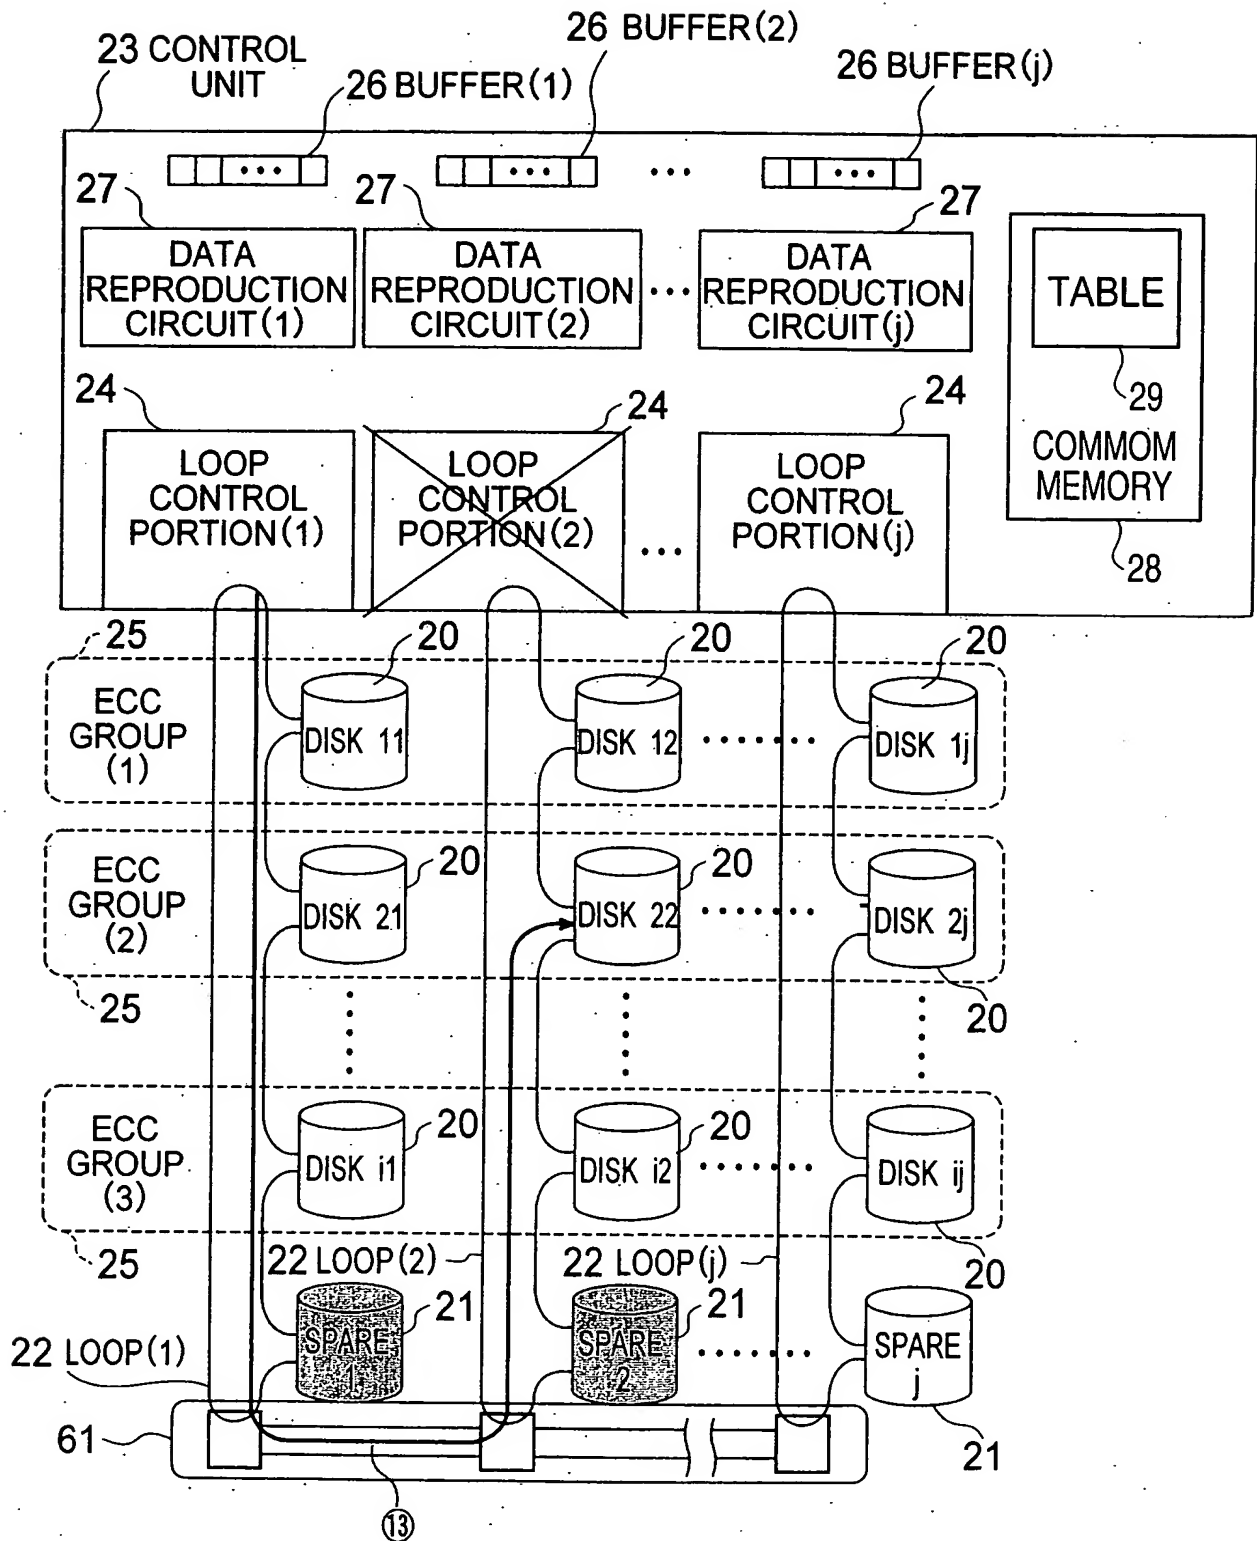 26 BUFFER(2)
23 CONTROL
UNIT
26 BUFFER(1)
26 BUFFER(j)
27
27
27
DATA
REPRODUCTION
CIRCUIT(1)
DATA
REPRODUCTION
CIRCUIT(2)
DATA
REPRODUCTION
CIRCUIT(j)
TABLE
29
24
24
24
LOOP
CONTROL
PORTION(1)
LOOP
CONTROL
PORTION(2)
LOOP
CONTROL
PORTION(j)
COMMOM
MEMORY
28
25
20
20
20
ECC
GROUP
(1)
DISK 11
DISK 12
DISK 1j
ECC
GROUP
(2)
20
20
DISK 21
DISK 22
DISK 2j
25
20
ECC
GROUP
(3)
20
20
DISK i1
DISK i2
DISK ij
25
22 LOOP(2)
22 LOOP(j)
20
21
21
22 LOOP(1)
SPARE
1
SPARE
2
SPARE
j
61
21
⑬